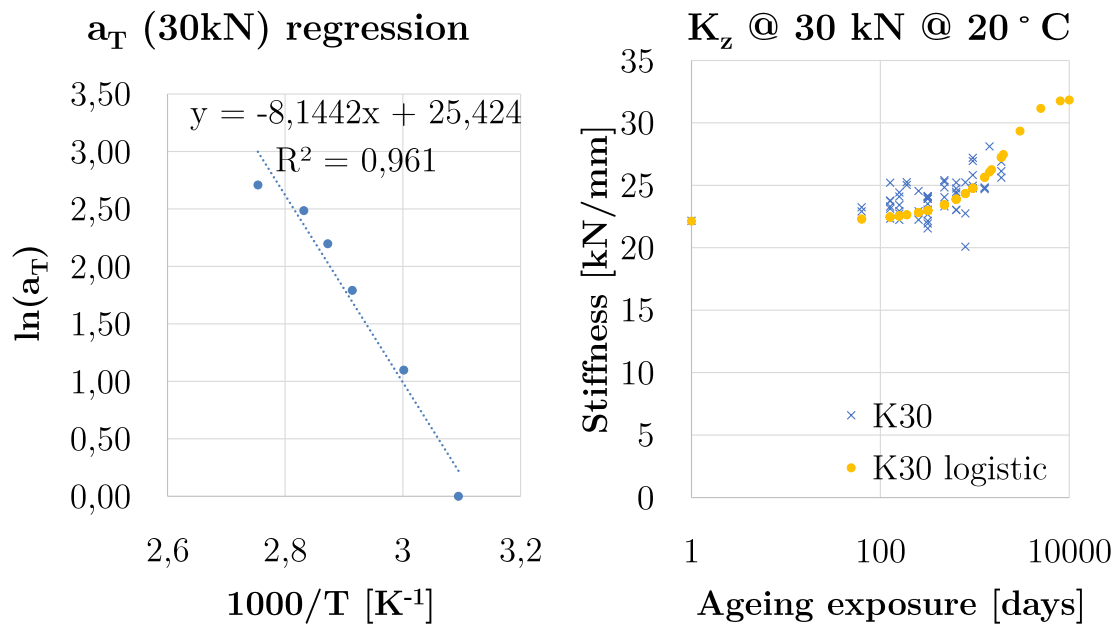 a_T (30kN) regression
y = -8,1442x + 25,424
R² = 0,961
3,50
3,00
2,50
2,00
1,50
1,00
0,50
0,00
ln(a_T)
2,6 2,8 3 3,2
1000/T [K⁻¹]
K_z @ 30 kN @ 20 °C
35
30
25
20
15
10
5
0
Stiffness [kN/mm]
K30
K30 logistic
1 100 10000
Ageing exposure [days]